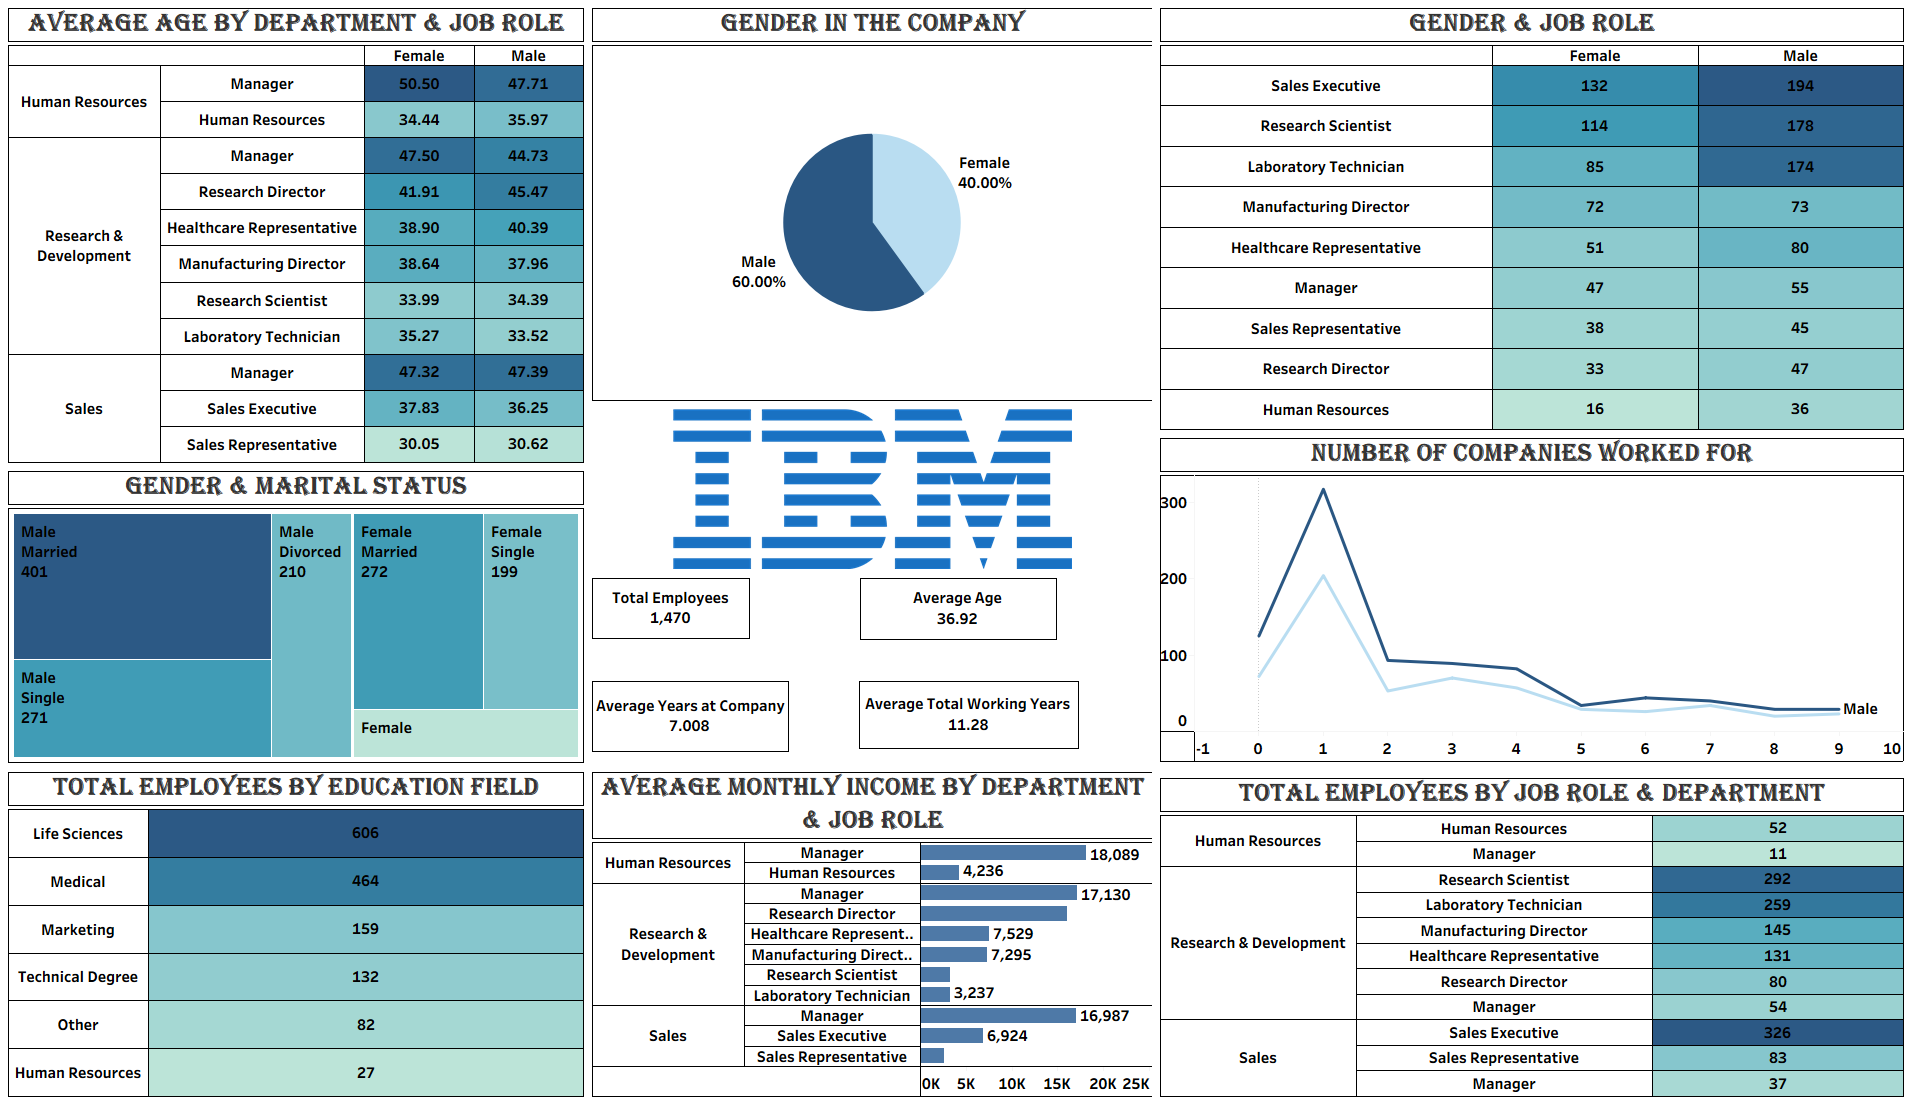 AVERAGE AGE BY DEPARTMENT & JOB ROLE
Female Male
Human Resources
Manager 50.50 47.71
Human Resources 34.44 35.97
Research &
Development
Manager 47.50 44.73
Research Director 41.91 45.47
Healthcare Representative 38.90 40.39
Manufacturing Director 38.64 37.96
Research Scientist 33.99 34.39
Laboratory Technician 35.27 33.52
Sales
Manager 47.32 47.39
Sales Executive 37.83 36.25
Sales Representative 30.05 30.62
GENDER & MARITAL STATUS
Male
Married
401
Male
Single
271
Male
Divorced
210
Female
Married
272
Female
Single
199
Female
TOTAL EMPLOYEES BY EDUCATION FIELD
Life Sciences 606
Medical 464
Marketing 159
Technical Degree 132
Other 82
Human Resources 27
GENDER IN THE COMPANY
Female
40.00%
Male
60.00%
IBM
Total Employees
1,470
Average Age
36.92
Average Years at Company
7.008
Average Total Working Years
11.28
AVERAGE MONTHLY INCOME BY DEPARTMENT
& JOB ROLE
Human Resources
Manager 18,089
Human Resources 4,236
Research &
Development
Manager 17,130
Research Director
Healthcare Represent.. 7,529
Manufacturing Direct.. 7,295
Research Scientist
Laboratory Technician 3,237
Sales
Manager 16,987
Sales Executive 6,924
Sales Representative
0K 5K 10K 15K 20K 25K
GENDER & JOB ROLE
Female Male
Sales Executive 132 194
Research Scientist 114 178
Laboratory Technician 85 174
Manufacturing Director 72 73
Healthcare Representative 51 80
Manager 47 55
Sales Representative 38 45
Research Director 33 47
Human Resources 16 36
NUMBER OF COMPANIES WORKED FOR
300
200
100
0
Male
-1 0 1 2 3 4 5 6 7 8 9 10
TOTAL EMPLOYEES BY JOB ROLE & DEPARTMENT
Human Resources
Human Resources 52
Manager 11
Research & Development
Research Scientist 292
Laboratory Technician 259
Manufacturing Director 145
Healthcare Representative 131
Research Director 80
Manager 54
Sales
Sales Executive 326
Sales Representative 83
Manager 37